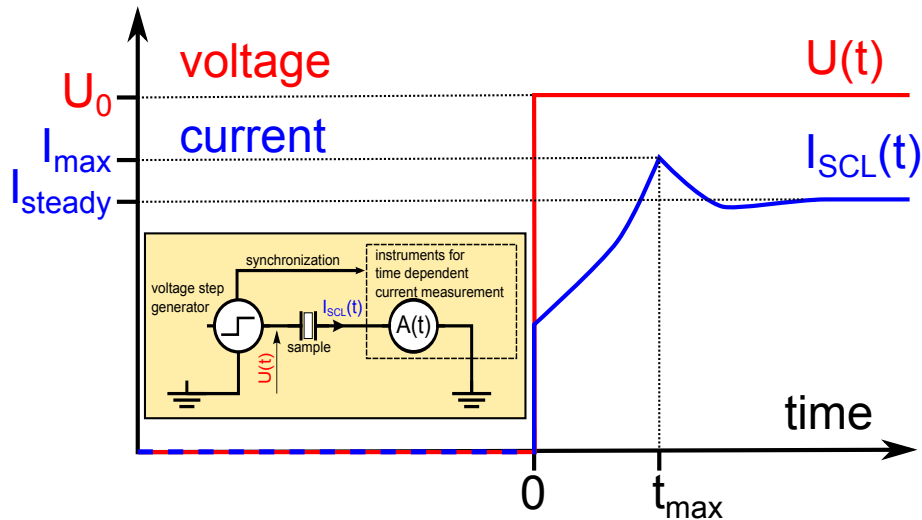 voltage
U(t)
U0
current
Imax
ISCL(t)
Isteady
synchronization
instruments for
time dependent
current measurement
voltage step
generator
ISCL(t)
A(t)
sample
U(t)
time
0
tmax